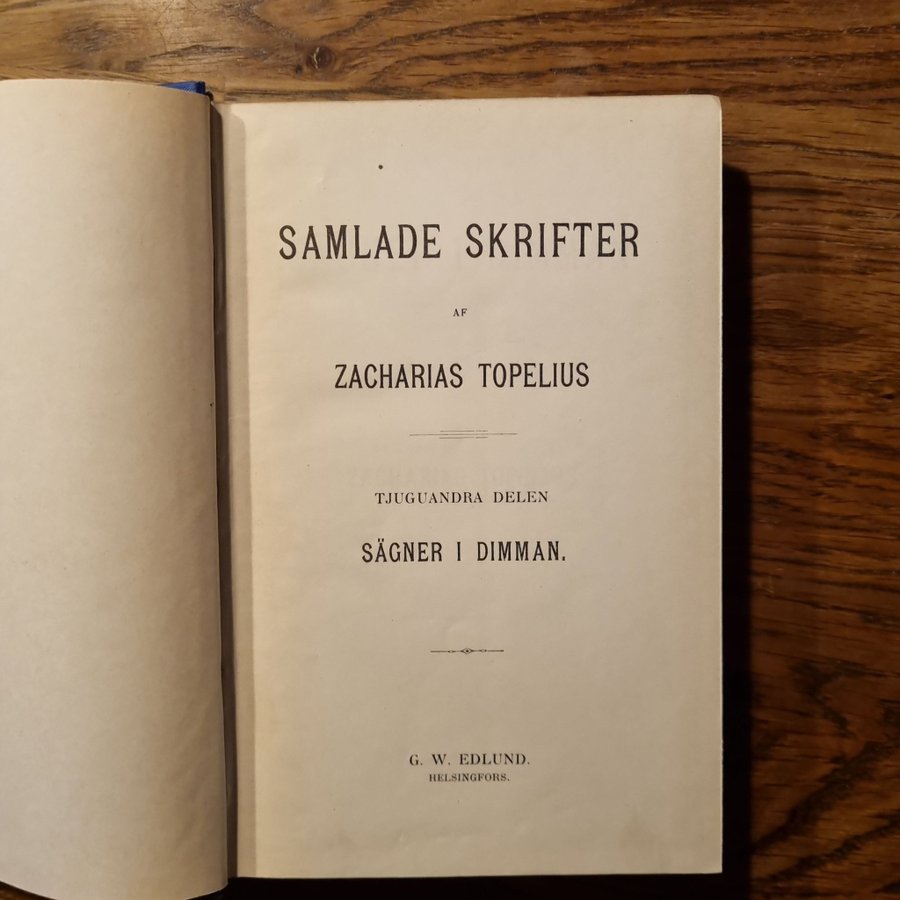 SAMLADE SKRIFTER
AF
ZACHARIAS TOPELIUS
TJUGUANDRA DELEN
SÄGNER I DIMMAN.
G. W. EDLUND.
HELSINGFORS.